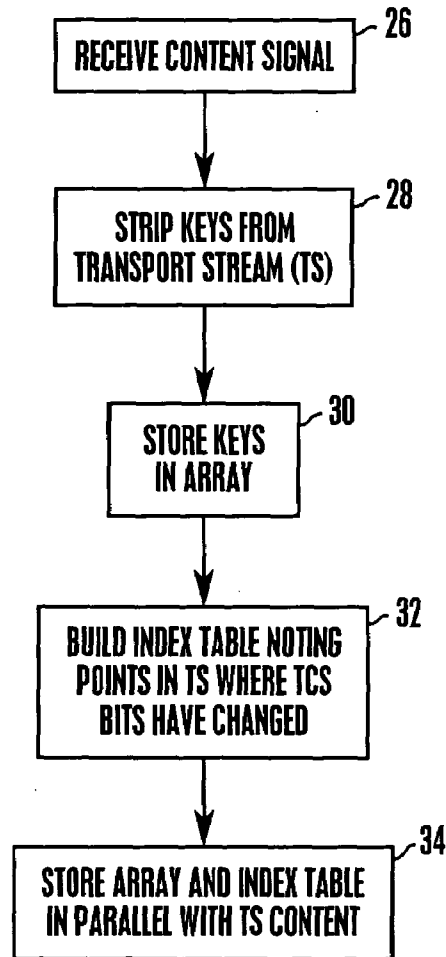 26
RECEIVE CONTENT SIGNAL
28
STRIP KEYS FROM
TRANSPORT STREAM (TS)
30
STORE KEYS
IN ARRAY
32
BUILD INDEX TABLE NOTING
POINTS IN TS WHERE TCS
BITS HAVE CHANGED
34
STORE ARRAY AND INDEX TABLE
IN PARALLEL WITH TS CONTENT